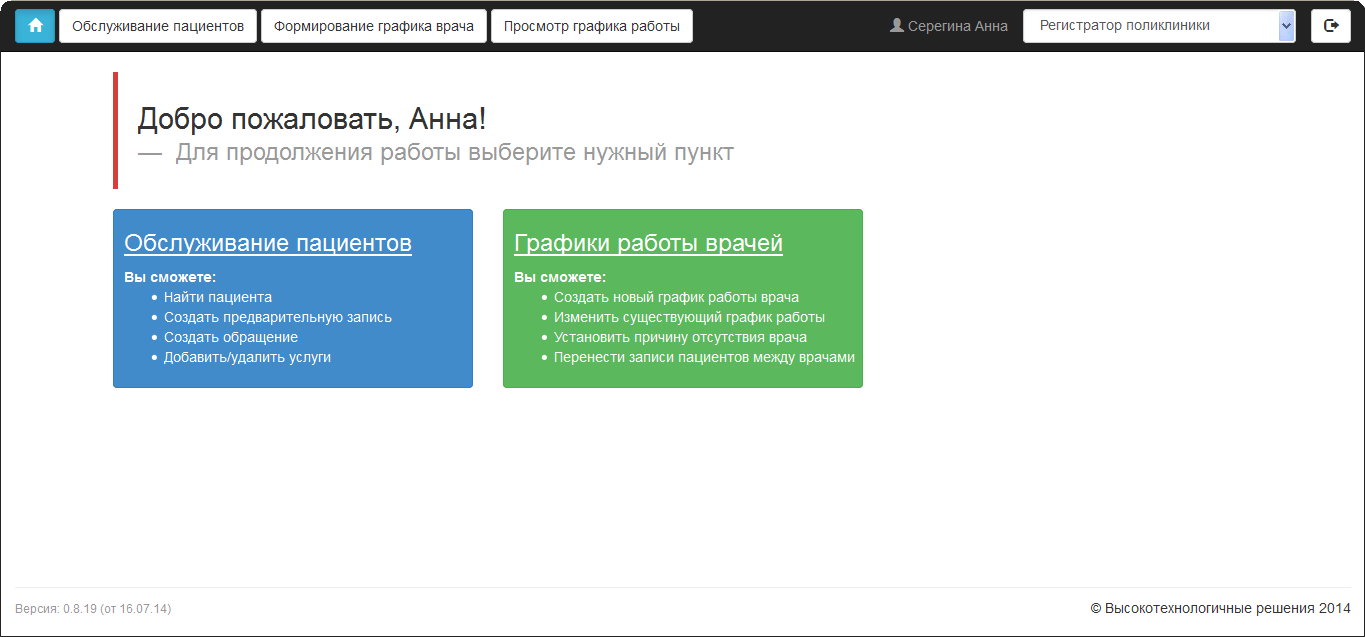 Обслуживание пациентов Формирование графика врача Просмотр графика работы Серегина Анна Регистратор поликлиники
Добро пожаловать, Анна!
— Для продолжения работы выберите нужный пункт
Обслуживание пациентов
Вы сможете:
• Найти пациента
• Создать предварительную запись
• Создать обращение
• Добавить/удалить услуги
Графики работы врачей
Вы сможете:
• Создать новый график работы врача
• Изменить существующий график работы
• Установить причину отсутствия врача
• Перенести записи пациентов между врачами
Версия: 0.8.19 (от 16.07.14)
© Высокотехнологичные решения 2014